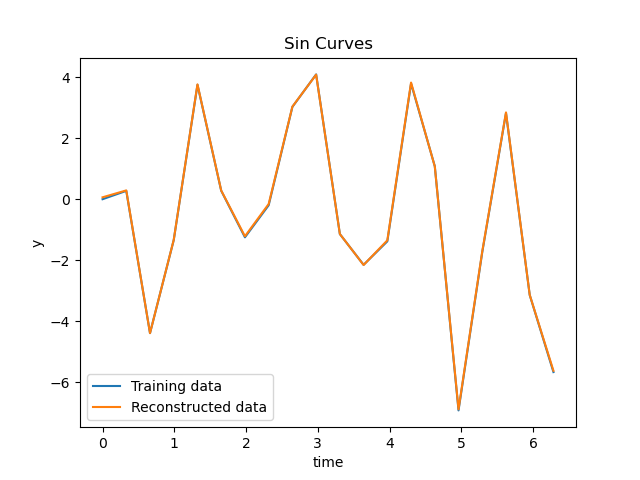 Sin Curves
4
2
0
−2
−4
−6
y
Training data
Reconstructed data
0 1 2 3 4 5 6
time